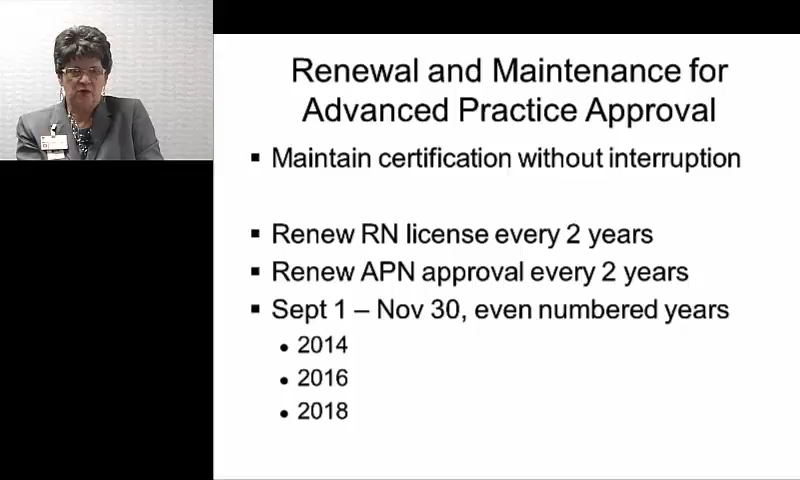 Renewal and Maintenance for
Advanced Practice Approval
▪ Maintain certification without interruption
▪ Renew RN license every 2 years
▪ Renew APN approval every 2 years
▪ Sept 1 – Nov 30, even numbered years
• 2014
• 2016
• 2018